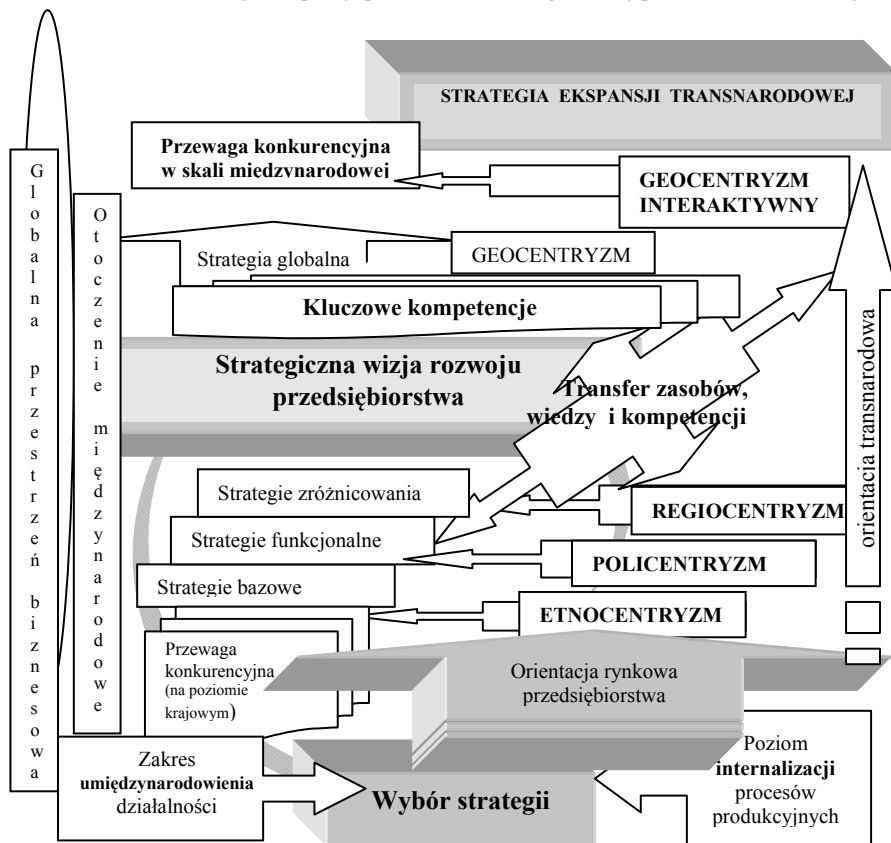 STRATEGIA EKSPANSJI TRANSNARODOWEJ
Przewaga konkurencyjna
w skali miedzynarodowej
GEOCENTRYZM
INTERAKTYWNY
Globalna przestrzeń biznesowa
Otoczenie międzynarodowe
Strategia globalna
GEOCENTRYZM
Kluczowe kompetencje
Strategiczna wizja rozwoju
przedsiębiorstwa
Transfer zasobów,
wiedzy i kompetencji
orientacja transnarodowa
Strategie zróżnicowania
REGIOCENTRYZM
Strategie funkcjonalne
POLICENTRYZM
Strategie bazowe
ETNOCENTRYZM
Przewaga
konkurencyjna
(na poziomie
krajowym)
Orientacja rynkowa
przedsiębiorstwa
Zakres
umiędzynarodowienia
działalności
Wybór strategii
Poziom
internalizacji
procesów
produkcyjnych